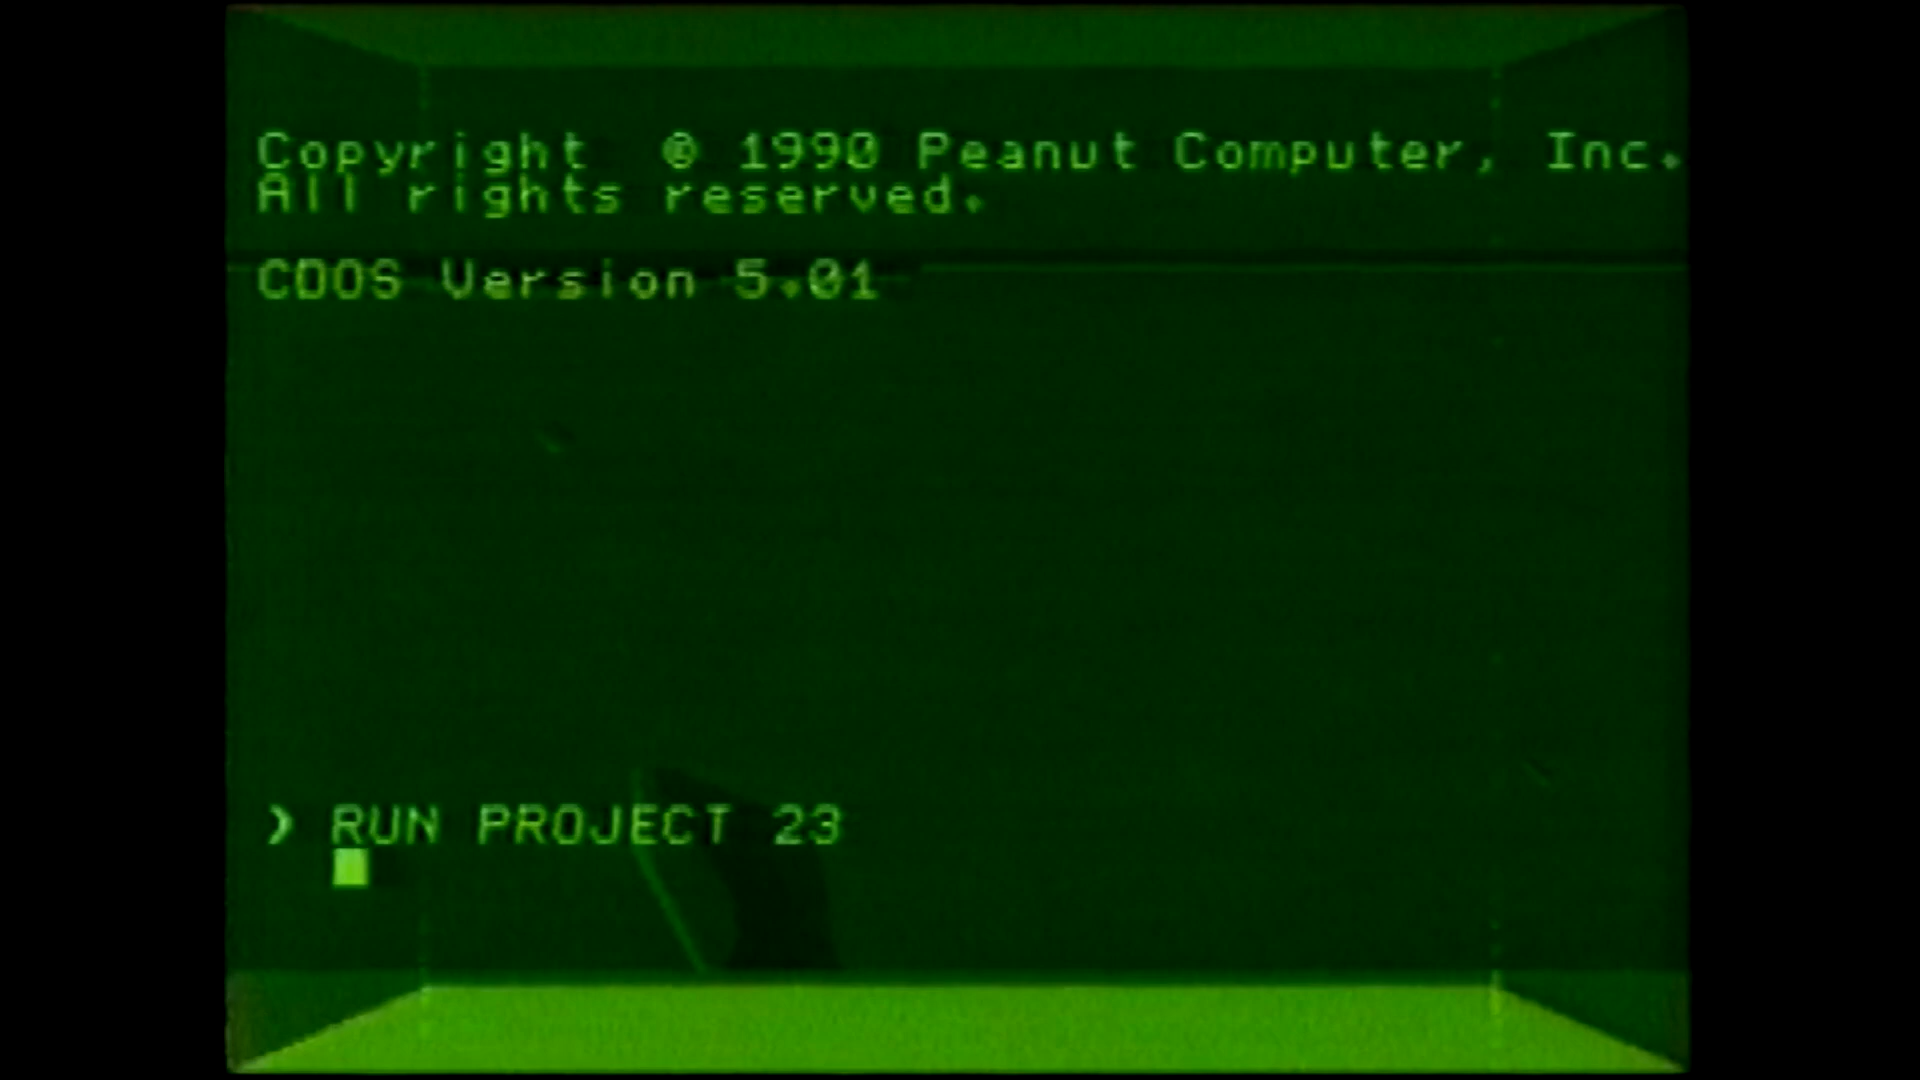 Copyright © 1990 Peanut Computer, Inc.
All rights reserved.
CDOS Version 5.01
❯ RUN PROJECT 23